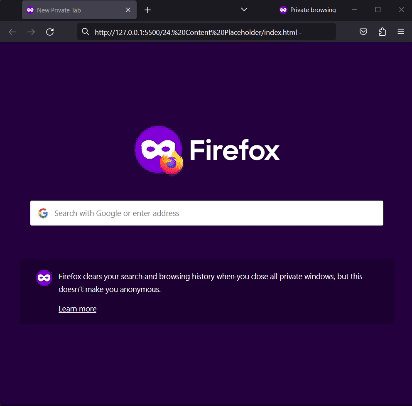 New Private Tab
Private browsing
http://127.0.0.1:5500/24.%20Content%20Placeholder/index.html
Firefox
Search with Google or enter address
Firefox clears your search and browsing history when you close all private windows, but this
doesn't make you anonymous.
Learn more